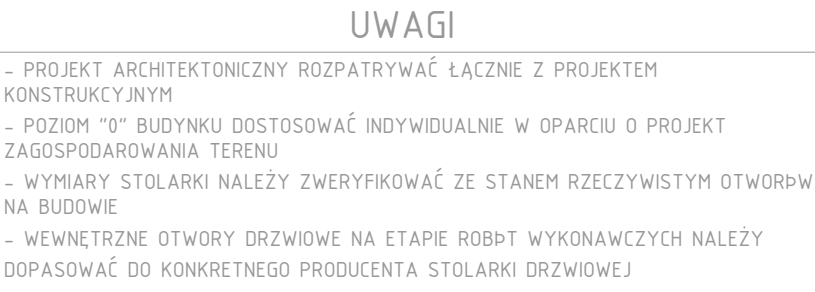 UWAGI
- PROJEKT ARCHITEKTONICZNY ROZPATRYWAĆ ŁĄCZNIE Z PROJEKTEM
KONSTRUKCYJNYM
- POZIOM "0" BUDYNKU DOSTOSOWAĆ INDYWIDUALNIE W OPARCIU O PROJEKT
ZAGOSPODAROWANIA TERENU
- WYMIARY STOLARKI NALEŻY ZWERYFIKOWAĆ ZE STANEM RZECZYWISTYM OTWORÞW
NA BUDOWIE
- WEWNĘTRZNE OTWORY DRZWIOWE NA ETAPIE ROBÞT WYKONAWCZYCH NALEŻY
DOPASOWAĆ DO KONKRETNEGO PRODUCENTA STOLARKI DRZWIOWEJ